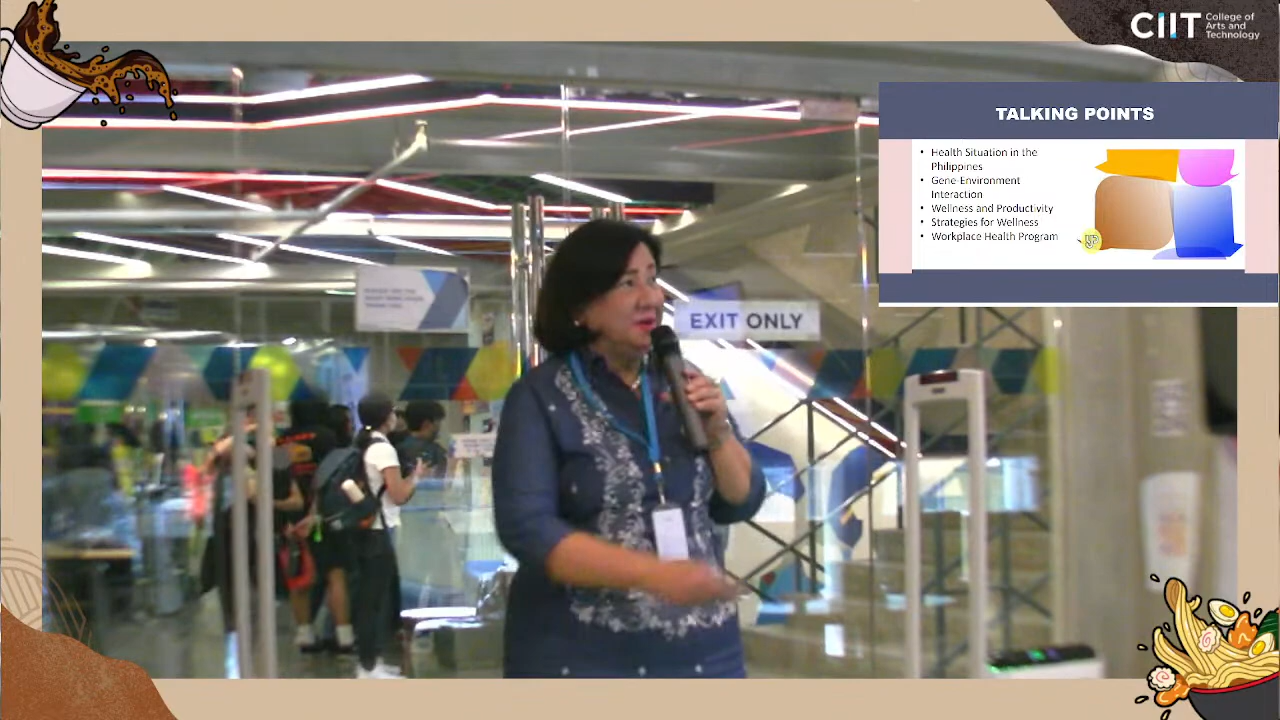 CIIT College of
Arts and
Technology
TALKING POINTS
• Health Situation in the
Philippines
• Gene-Environment
Interaction
• Wellness and Productivity
• Strategies for Wellness
• Workplace Health Program
EXIT ONLY